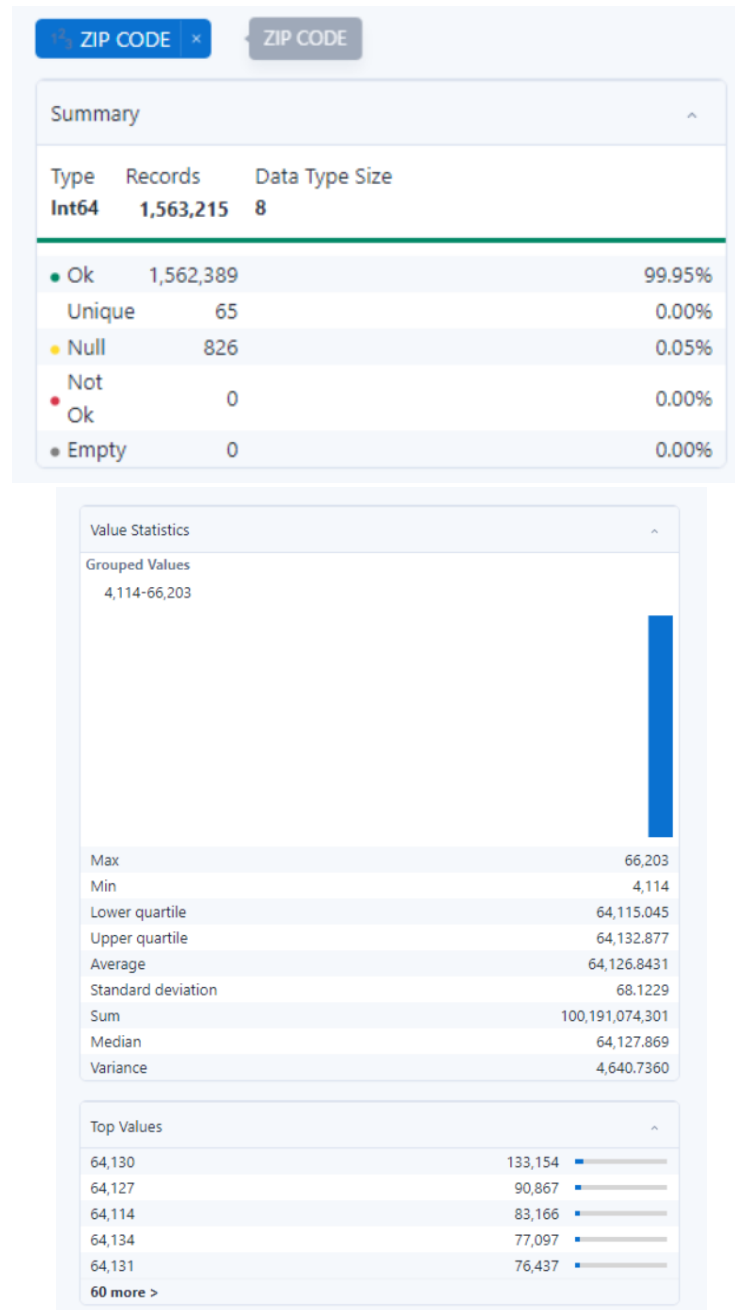 123 ZIP CODE × ZIP CODE
Summary
Type Records Data Type Size
Int64 1,563,215 8
Ok 1,562,389 99.95%
Unique 65 0.00%
Null 826 0.05%
Not
Ok 0 0.00%
Empty 0 0.00%
Value Statistics
Grouped Values
4,114-66,203
Max 66,203
Min 4,114
Lower quartile 64,115.045
Upper quartile 64,132.877
Average 64,126.8431
Standard deviation 68.1229
Sum 100,191,074,301
Median 64,127.869
Variance 4,640.7360
Top Values
64,130 133,154
64,127 90,867
64,114 83,166
64,134 77,097
64,131 76,437
60 more >